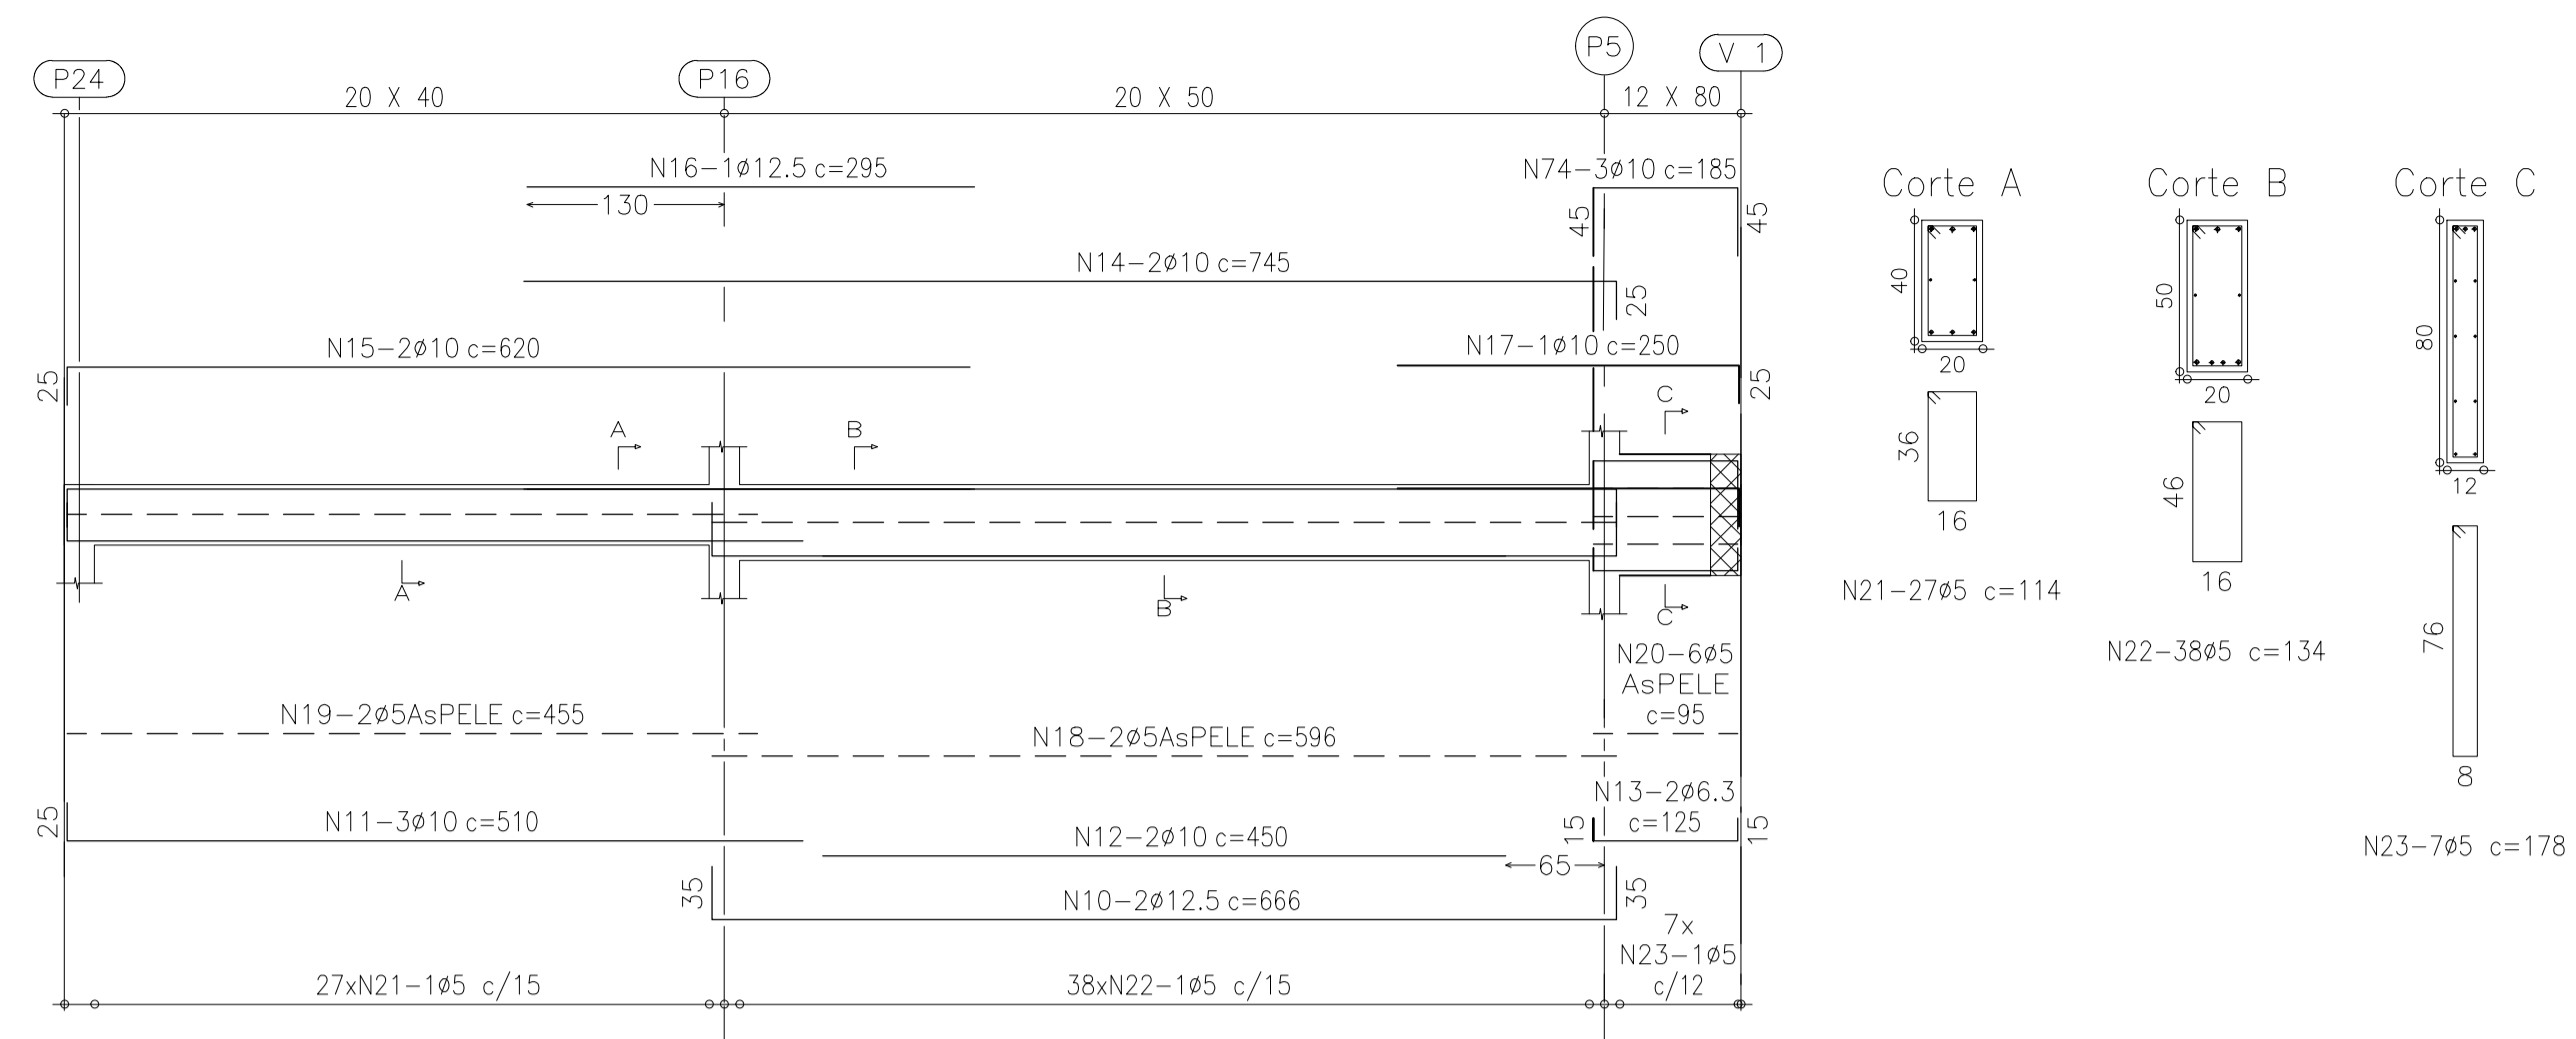 P24
P16
P5
V 1
20 X 40
20 X 50
12 X 80
N16-1ø12.5 c=295
130
N74-3ø10 c=185
45
45
N14-2ø10 c=745
25
N15-2ø10 c=620
25
N17-1ø10 c=250
25
A
B
C
A
B
C
N20-6ø5
AsPELE
c=95
N19-2ø5AsPELE c=455
N18-2ø5AsPELE c=596
N13-2ø6.3
c=125
15
15
N11-3ø10 c=510
25
N12-2ø10 c=450
65
N10-2ø12.5 c=666
35
35
7x
N23-1ø5
c/12
27xN21-1ø5 c/15
38xN22-1ø5 c/15
Corte A
40
20
36
16
N21-27ø5 c=114
Corte B
50
20
46
16
N22-38ø5 c=134
Corte C
80
12
76
8
N23-7ø5 c=178